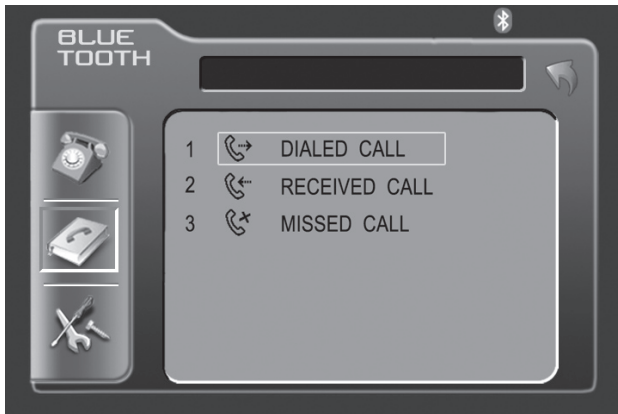 BLUE
TOOTH
1 DIALED CALL
2 RECEIVED CALL
3 MISSED CALL